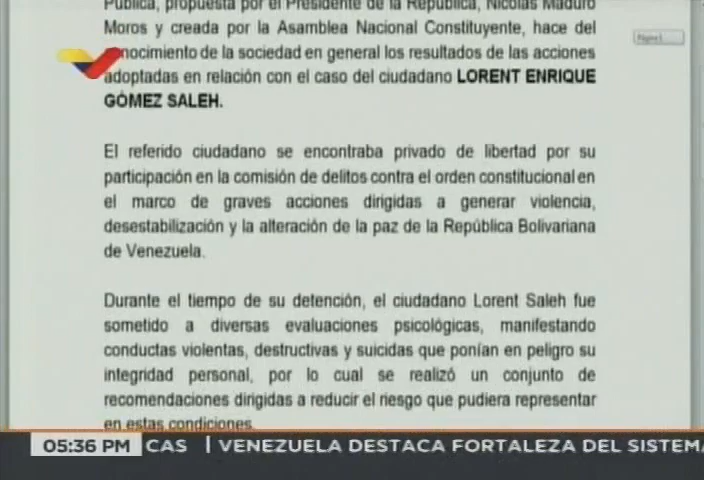 Pública, propuesta por el Presidente de la República, Nicolás Maduro
Moros y creada por la Asamblea Nacional Constituyente, hace del
conocimiento de la sociedad en general los resultados de las acciones
adoptadas en relación con el caso del ciudadano LORENT ENRIQUE
GÓMEZ SALEH.
El referido ciudadano se encontraba privado de libertad por su
participación en la comisión de delitos contra el orden constitucional en
el marco de graves acciones dirigidas a generar violencia,
desestabilización y la alteración de la paz de la República Bolivariana
de Venezuela.
Durante el tiempo de su detención, el ciudadano Lorent Saleh fue
sometido a diversas evaluaciones psicológicas, manifestando
conductas violentas, destructivas y suicidas que ponían en peligro su
integridad personal, por lo cual se realizó un conjunto de
recomendaciones dirigidas a reducir el riesgo que pudiera representar
en estas condiciones.
05:36 PM CAS | VENEZUELA DESTACA FORTALEZA DEL SISTEMA